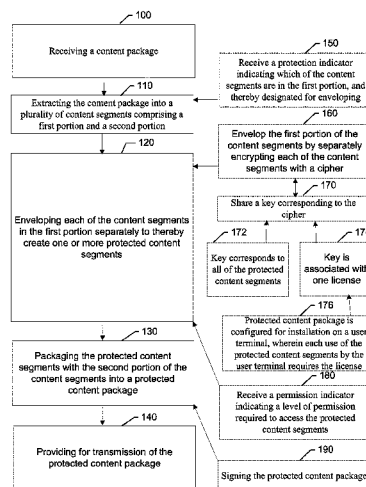 100
Receiving a content package
110
Extracting the content package into a
plurality of content segments comprising a
first portion and a second portion
120
Enveloping each of the content segments
in the first portion separately to thereby
create one or more protected content
segments
130
Packaging the protected content
segments with the second portion of the
content segments into a protected
content package
140
Providing for transmission of the
protected content package
150
Receive a protection indicator
indicating which of the content
segments are in the first portion, and
thereby designated for enveloping
160
Envelop the first portion of the
content segments by separately
encrypting each of the content
segments with a cipher
170
Share a key corresponding to the
cipher
172
Key corresponds to
all of the protected
content segments
Key is
associated with
one license
176
Protected content package is
configured for installation on a user
terminal, wherein each use of the
protected content segments by the
user terminal requires the license
180
Receive a permission indicator
indicating a level of permission
required to access the protected
content segments
190
Signing the protected content package